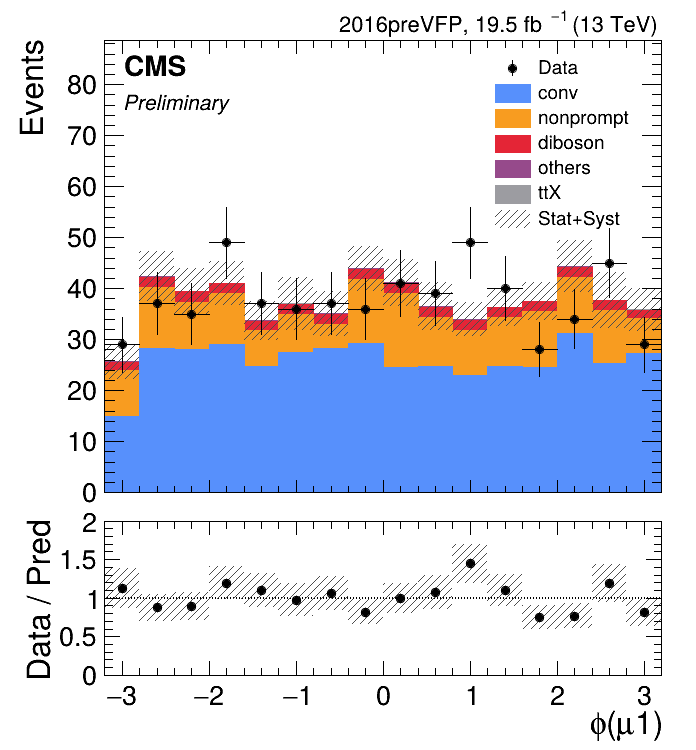 2016preVFP, 19.5 fb⁻¹ (13 TeV)
CMS
Preliminary
Data
conv
nonprompt
diboson
others
ttX
Stat+Syst
Events
80
70
60
50
40
30
20
10
0
Data / Pred
2
1.5
1
0.5
0
−3 −2 −1 0 1 2 3
ϕ(μ1)